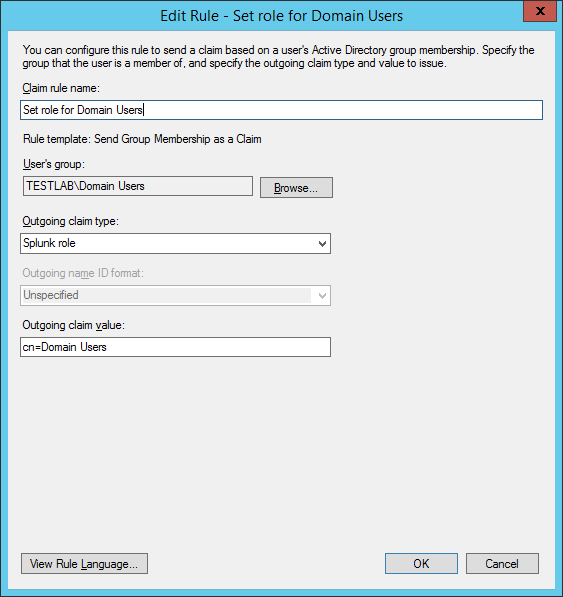 Edit Rule - Set role for Domain Users
x
You can configure this rule to send a claim based on a user's Active Directory group membership. Specify the
group that the user is a member of, and specify the outgoing claim type and value to issue.
Claim rule name:
Set role for Domain Users
Rule template: Send Group Membership as a Claim
User's group:
TESTLAB\Domain Users
Browse...
Outgoing claim type:
Splunk role
Outgoing name ID format:
Unspecified
Outgoing claim value:
cn=Domain Users
View Rule Language...
OK
Cancel